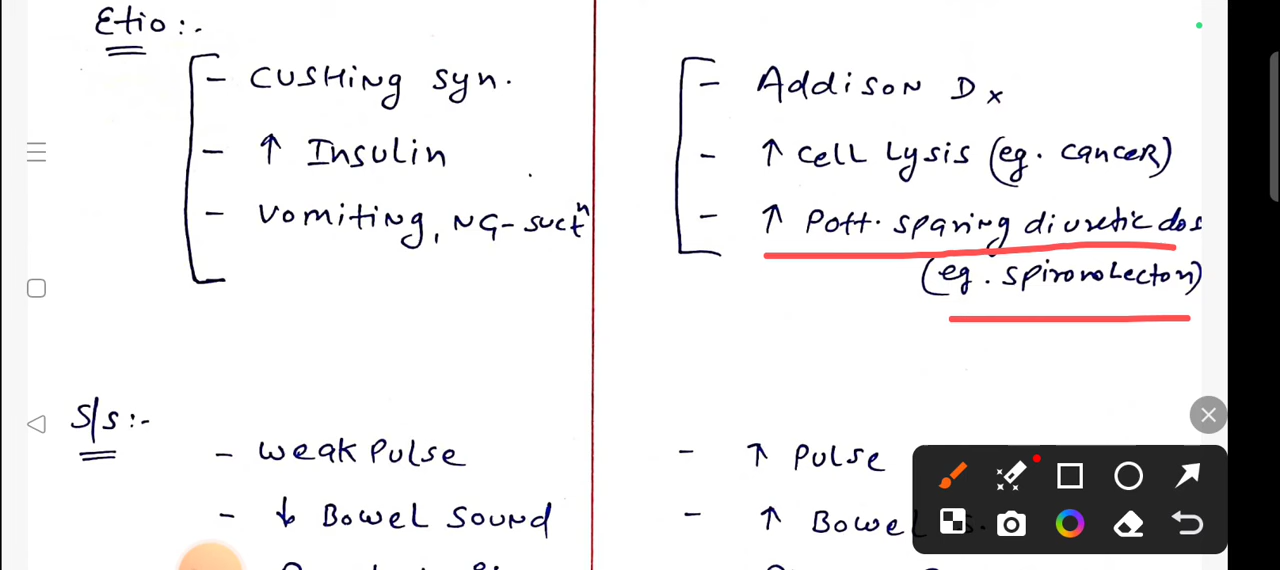 Etio :-
- CUSHING syn.
- ↑ Insulin
- Vomiting, NG-suctⁿ
- Addison Dx
- ↑ Cell Lysis (eg. cancer)
- ↑ Pott. sparing diuretic dos
(eg. spironolecton)
S/s :-
- weak Pulse
- ↓ Bowel Sound
- ↑ Pulse
- ↑ Bowel S.